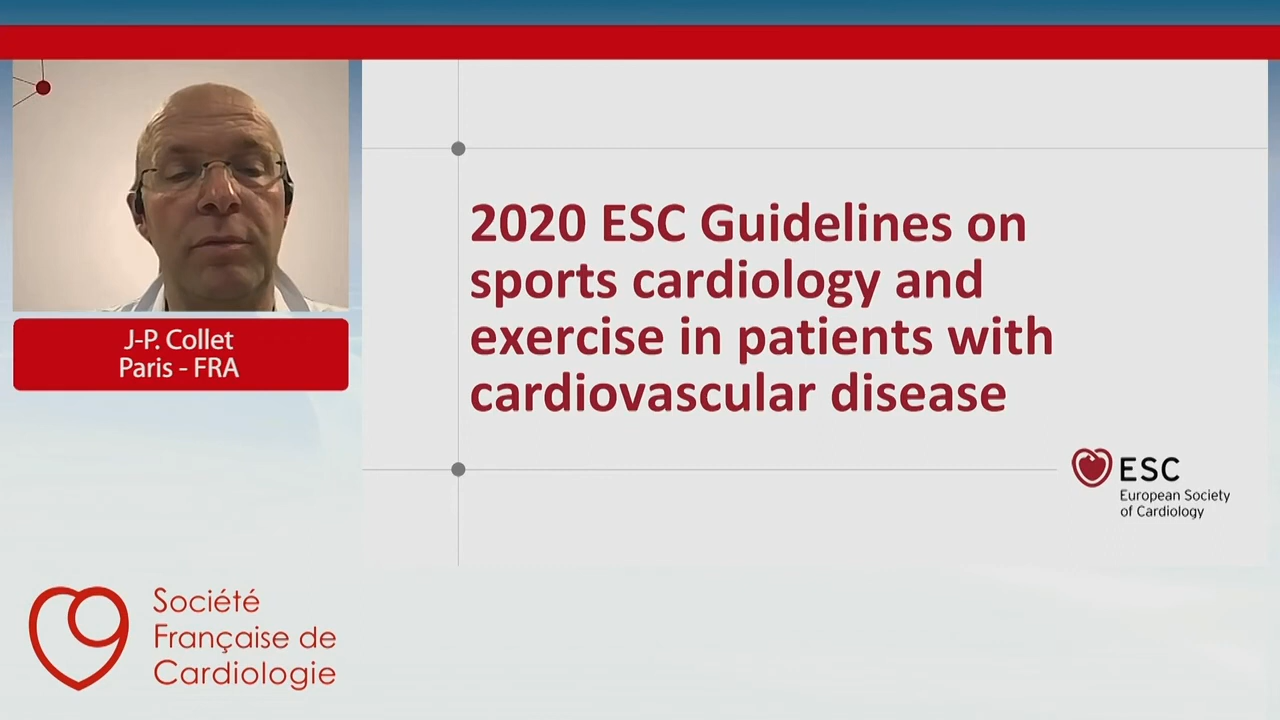 J-P. Collet
Paris - FRA
2020 ESC Guidelines on
sports cardiology and
exercise in patients with
cardiovascular disease
ESC
European Society
of Cardiology
Société
Française de
Cardiologie